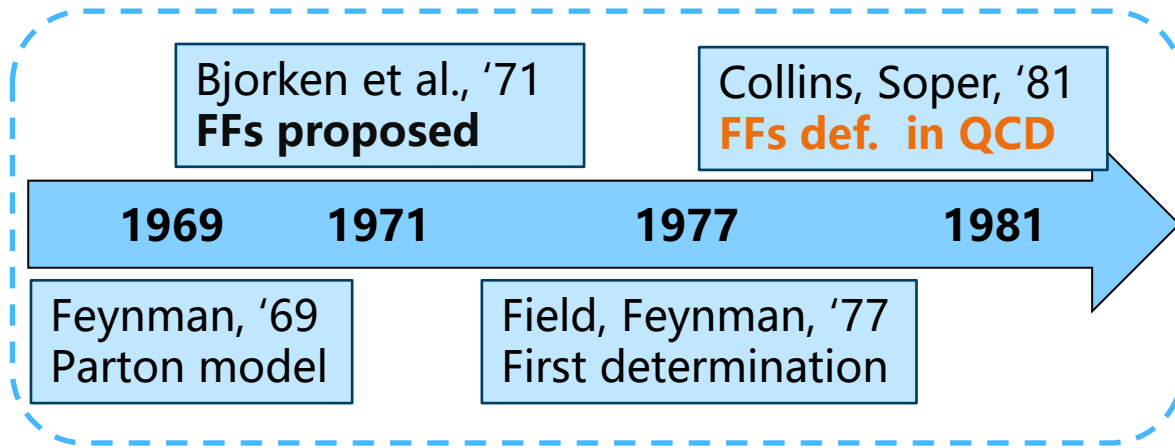 Bjorken et al., ‘71
FFs proposed
Collins, Soper, ‘81
FFs def. in QCD
1969 1971 1977 1981
Feynman, ‘69
Parton model
Field, Feynman, ‘77
First determination